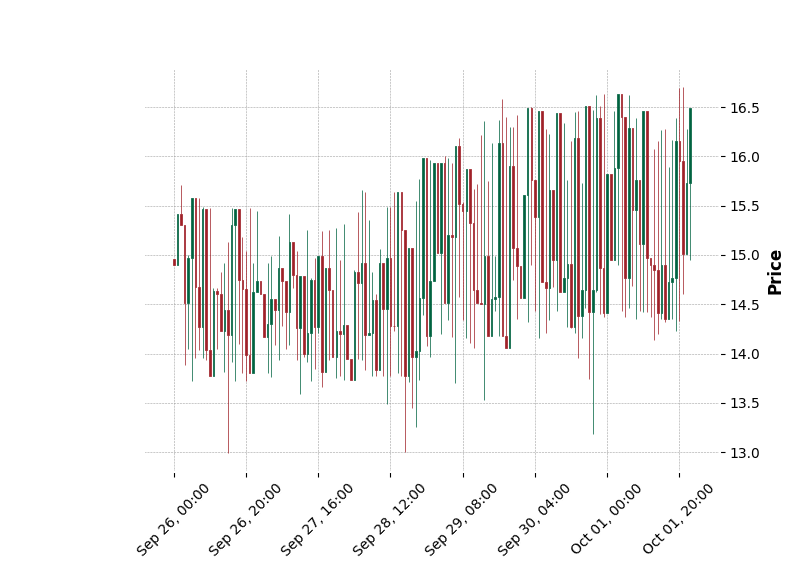 16.5
16.0
15.5
15.0
14.5
14.0
13.5
13.0
Price
Sep 26, 00:00
Sep 26, 20:00
Sep 27, 16:00
Sep 28, 12:00
Sep 29, 08:00
Sep 30, 04:00
Oct 01, 00:00
Oct 01, 20:00